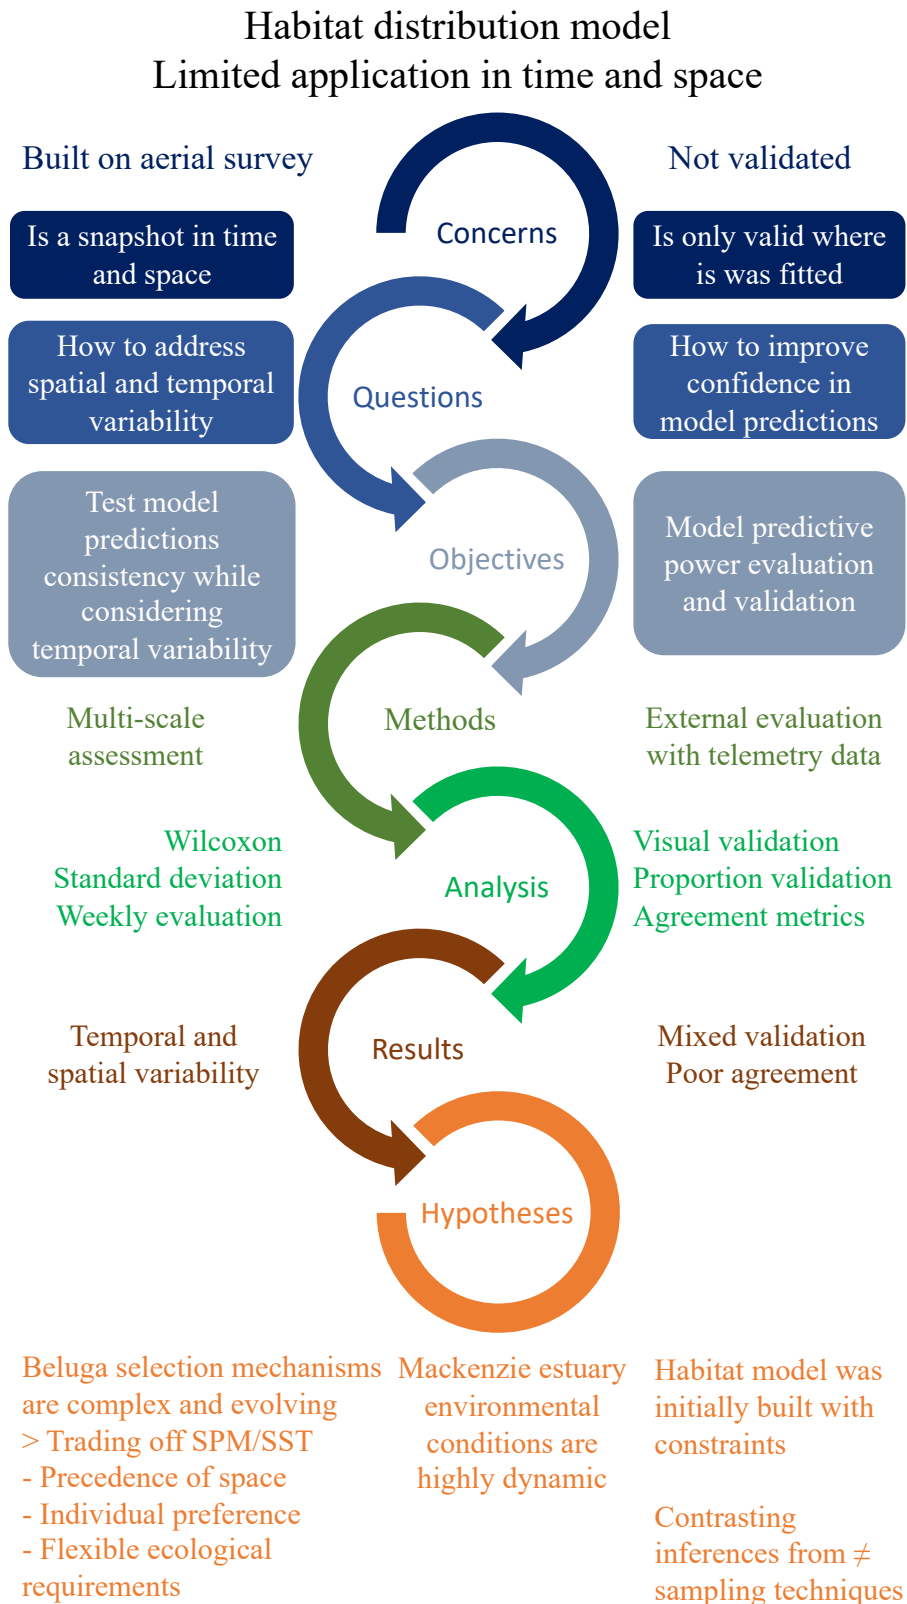 Habitat distribution model
Limited application in time and space
Built on aerial survey
Not validated
Concerns
Is a snapshot in time
and space
Is only valid where
is was fitted
How to address
spatial and temporal
variability
Questions
How to improve
confidence in
model predictions
Test model
predictions
consistency while
considering
temporal variability
Objectives
Model predictive
power evaluation
and validation
Multi-scale
assessment
Methods
External evaluation
with telemetry data
Wilcoxon
Standard deviation
Weekly evaluation
Analysis
Visual validation
Proportion validation
Agreement metrics
Temporal and
spatial variability
Results
Mixed validation
Poor agreement
Hypotheses
Beluga selection mechanisms
are complex and evolving
> Trading off SPM/SST
- Precedence of space
- Individual preference
- Flexible ecological
requirements
Mackenzie estuary
environmental
conditions are
highly dynamic
Habitat model was
initially built with
constraints
Contrasting
inferences from ≠
sampling techniques